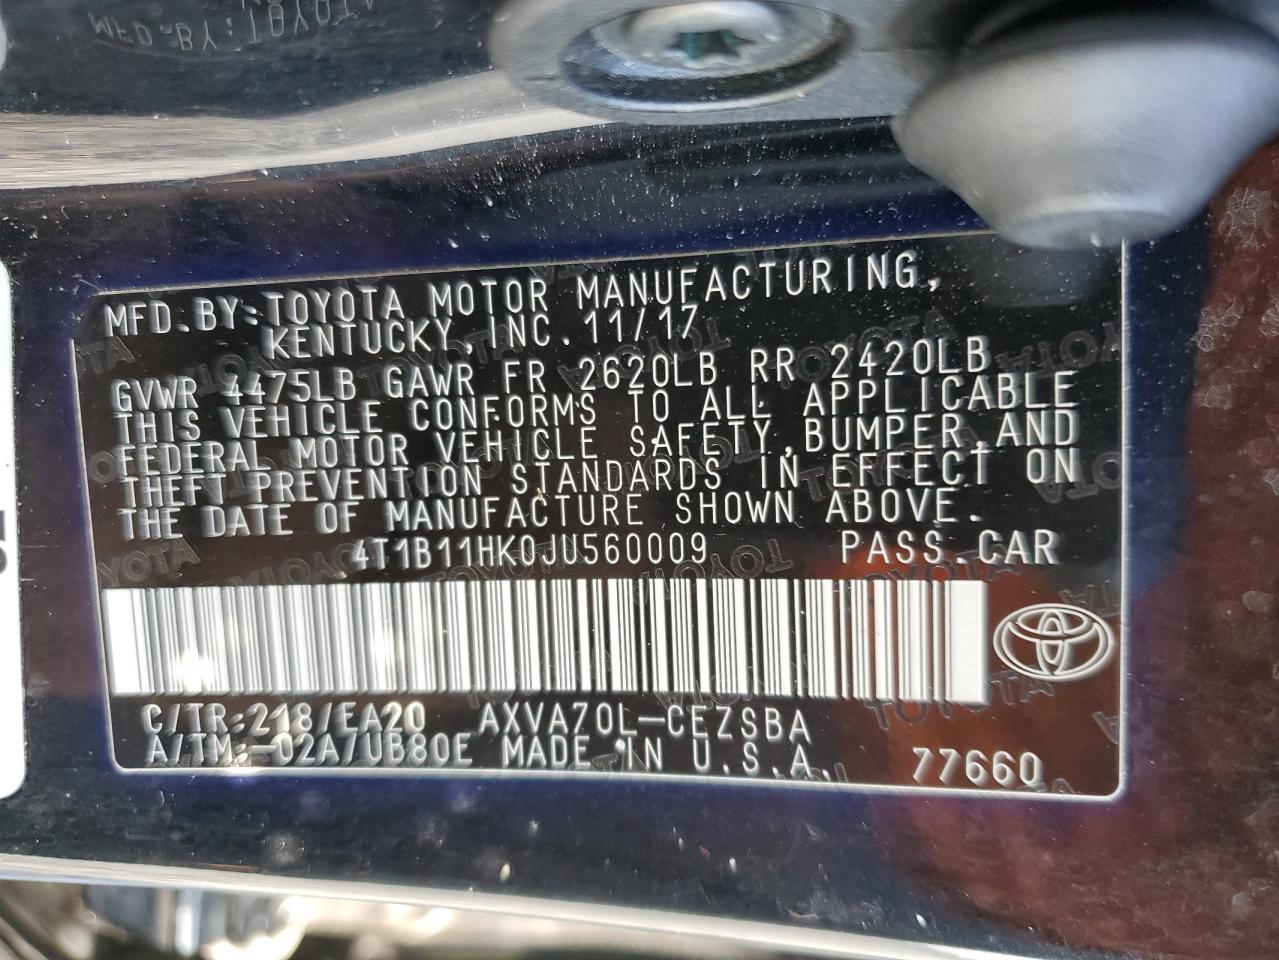 MFD.BY:TOYOTA MOTOR MANUFACTURING,
KENTUCKY,INC. 11/17
GVWR 4475LB GAWR FR 2620LB RR 2420LB
THIS VEHICLE CONFORMS TO ALL APPLICABLE
FEDERAL MOTOR VEHICLE SAFETY,BUMPER,AND
THEFT PREVENTION STANDARDS IN EFFECT ON
THE DATE OF MANUFACTURE SHOWN ABOVE.
4T1B11HK0JU560009 PASS.CAR
C/TR:218/EA20 AXVA70L-CEZSBA
A/TM:-02A/UB80E MADE IN U.S.A. 77660